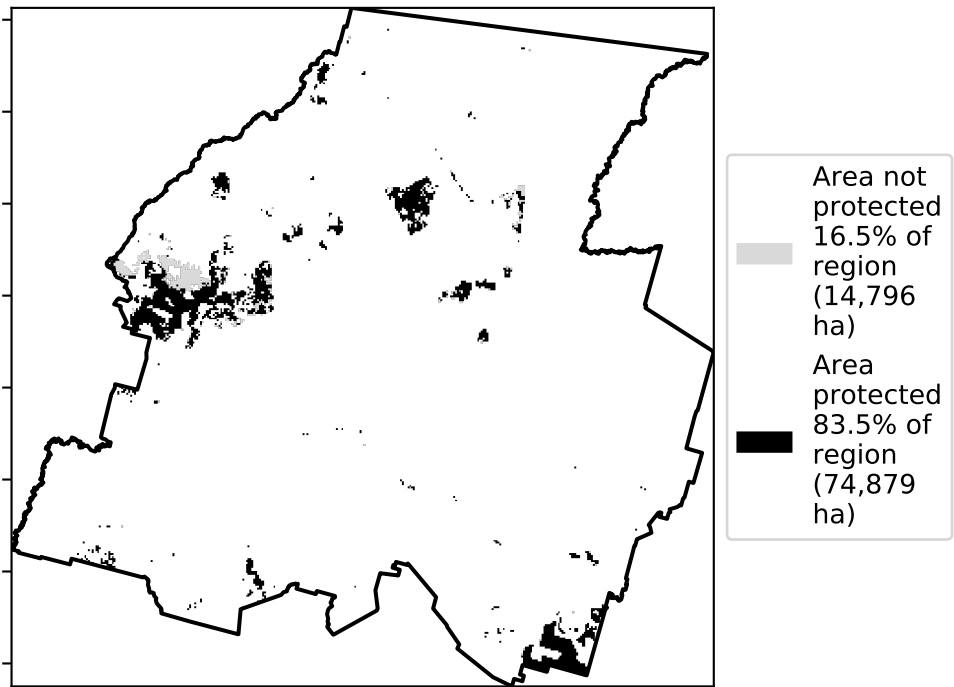 Area not
protected
16.5% of
region
(14,796
ha)
Area
protected
83.5% of
region
(74,879
ha)